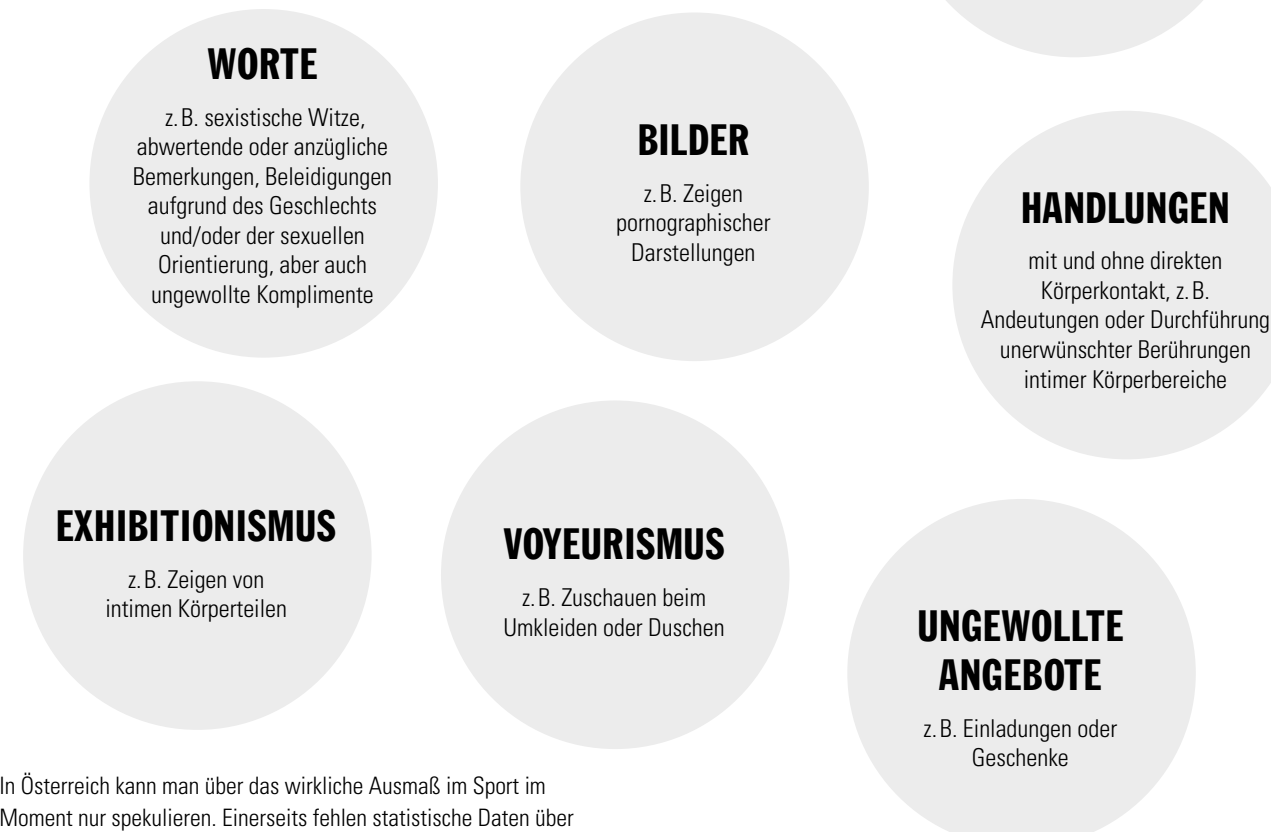 WORTE
z. B. sexistische Witze,
abwertende oder anzügliche
Bemerkungen, Beleidigungen
aufgrund des Geschlechts
und/oder der sexuellen
Orientierung, aber auch
ungewollte Komplimente
BILDER
z. B. Zeigen
pornographischer
Darstellungen
HANDLUNGEN
mit und ohne direkten
Körperkontakt, z. B.
Andeutungen oder Durchführung
unerwünschter Berührungen
intimer Körperbereiche
EXHIBITIONISMUS
z. B. Zeigen von
intimen Körperteilen
VOYEURISMUS
z. B. Zuschauen beim
Umkleiden oder Duschen
UNGEWOLLTE
ANGEBOTE
z. B. Einladungen oder
Geschenke
In Österreich kann man über das wirkliche Ausmaß im Sport im
Moment nur spekulieren. Einerseits fehlen statistische Daten über